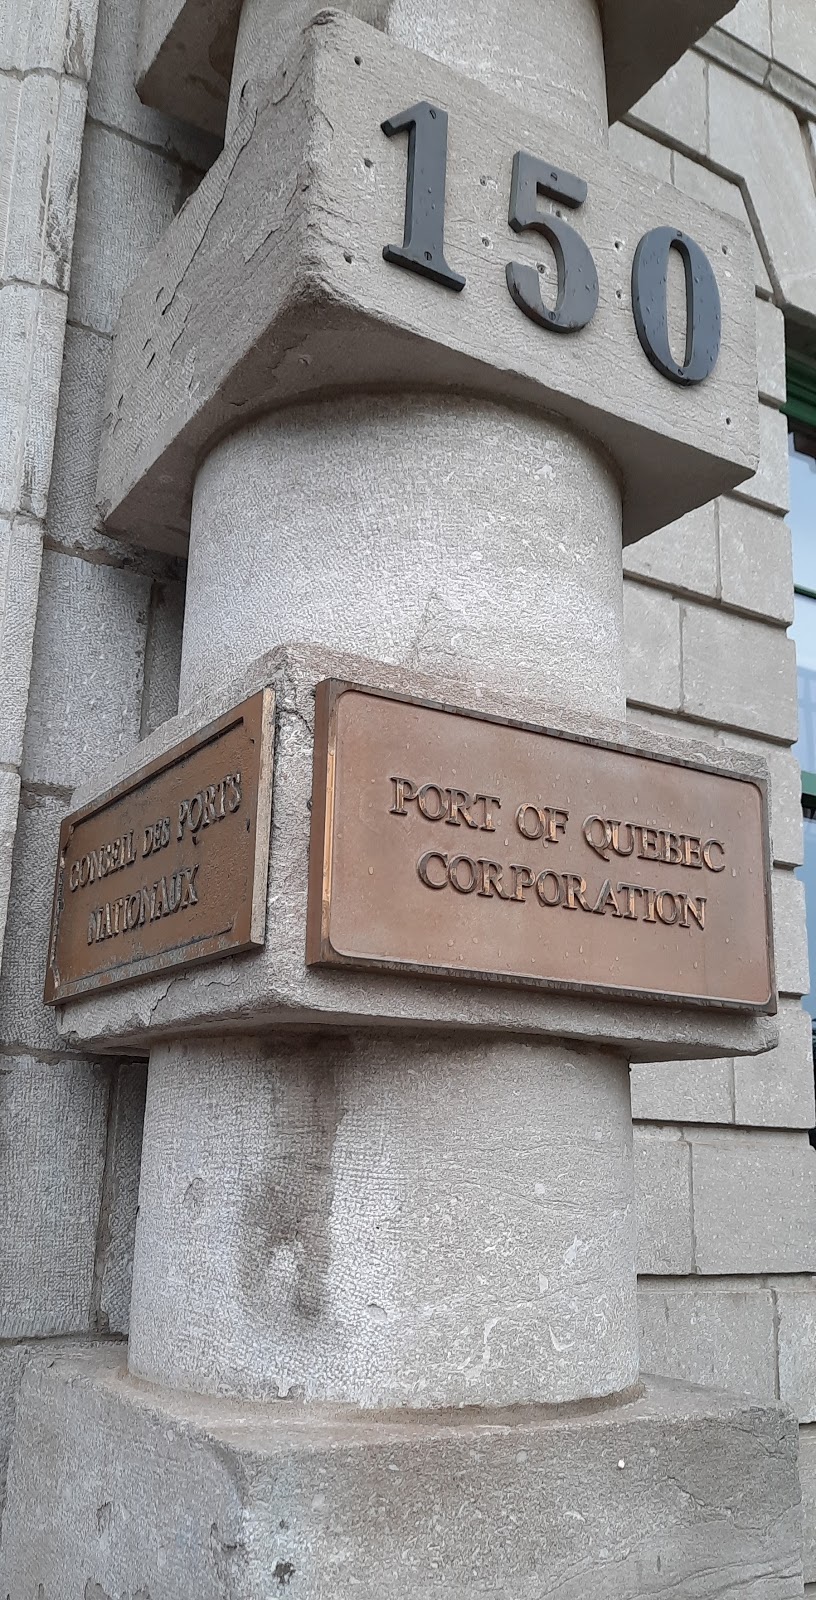 150
CONSEIL DES PORTS
NATIONAUX
PORT OF QUEBEC
CORPORATION